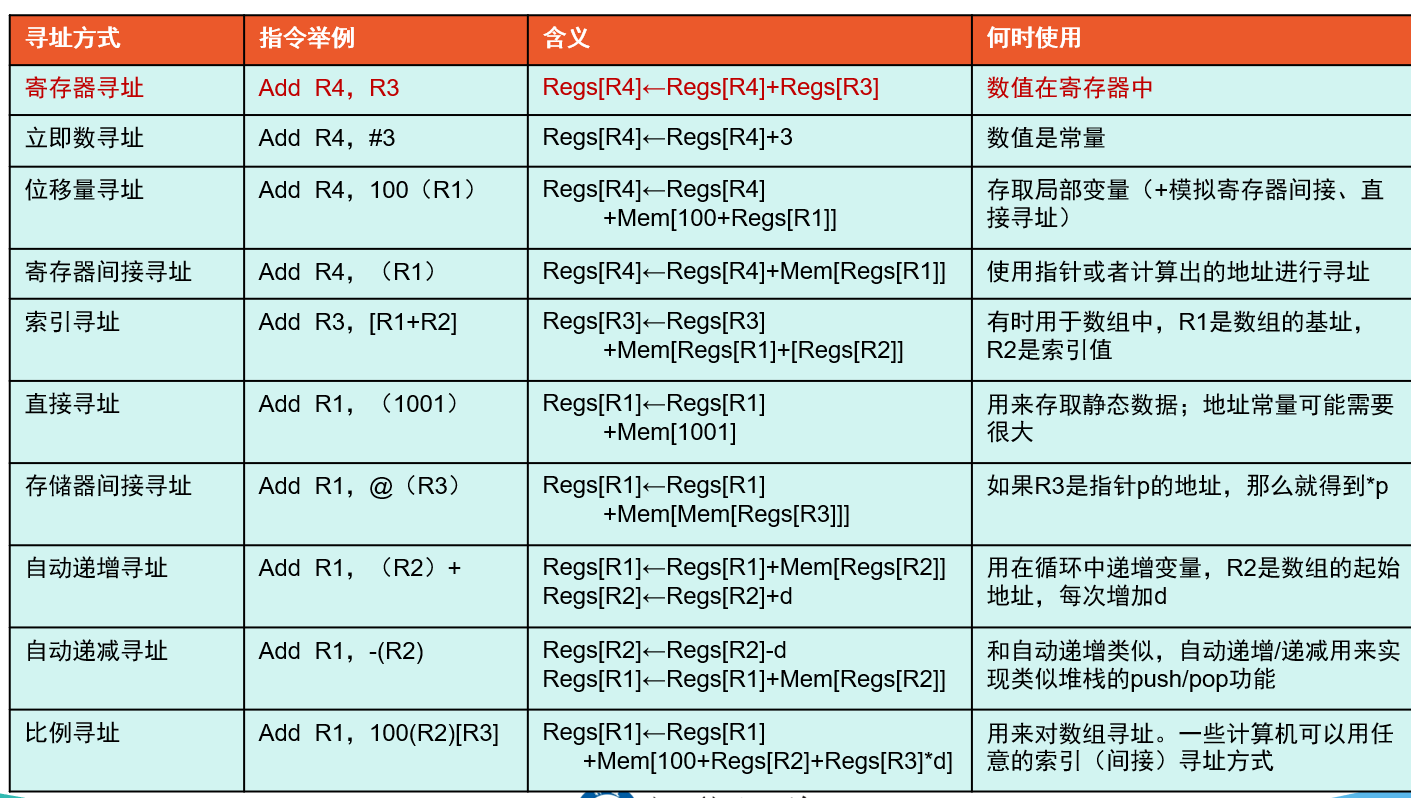 寻址方式 指令举例 含义 何时使用
寄存器寻址 Add R4，R3 Regs[R4]←Regs[R4]+Regs[R3] 数值在寄存器中
立即数寻址 Add R4，#3 Regs[R4]←Regs[R4]+3 数值是常量
位移量寻址 Add R4，100（R1） Regs[R4]←Regs[R4] 存取局部变量（+模拟寄存器间接、直
+Mem[100+Regs[R1]] 接寻址）
寄存器间接寻址 Add R4，（R1） Regs[R4]←Regs[R4]+Mem[Regs[R1]] 使用指针或者计算出的地址进行寻址
索引寻址 Add R3，[R1+R2] Regs[R3]←Regs[R3] 有时用于数组中，R1是数组的基址，
+Mem[Regs[R1]+[Regs[R2]] R2是索引值
直接寻址 Add R1，（1001） Regs[R1]←Regs[R1] 用来存取静态数据；地址常量可能需要
+Mem[1001] 很大
存储器间接寻址 Add R1，@（R3） Regs[R1]←Regs[R1] 如果R3是指针p的地址，那么就得到*p
+Mem[Mem[Regs[R3]]]
自动递增寻址 Add R1，（R2）+ Regs[R1]←Regs[R1]+Mem[Regs[R2]] 用在循环中递增变量，R2是数组的起始
Regs[R2]←Regs[R2]+d 地址，每次增加d
自动递减寻址 Add R1，-(R2) Regs[R2]←Regs[R2]-d 和自动递增类似，自动递增/递减用来实
Regs[R1]←Regs[R1]+Mem[Regs[R2]] 现类似堆栈的push/pop功能
比例寻址 Add R1，100(R2)[R3] Regs[R1]←Regs[R1] 用来对数组寻址。一些计算机可以用任
+Mem[100+Regs[R2]+Regs[R3]*d] 意的索引（间接）寻址方式